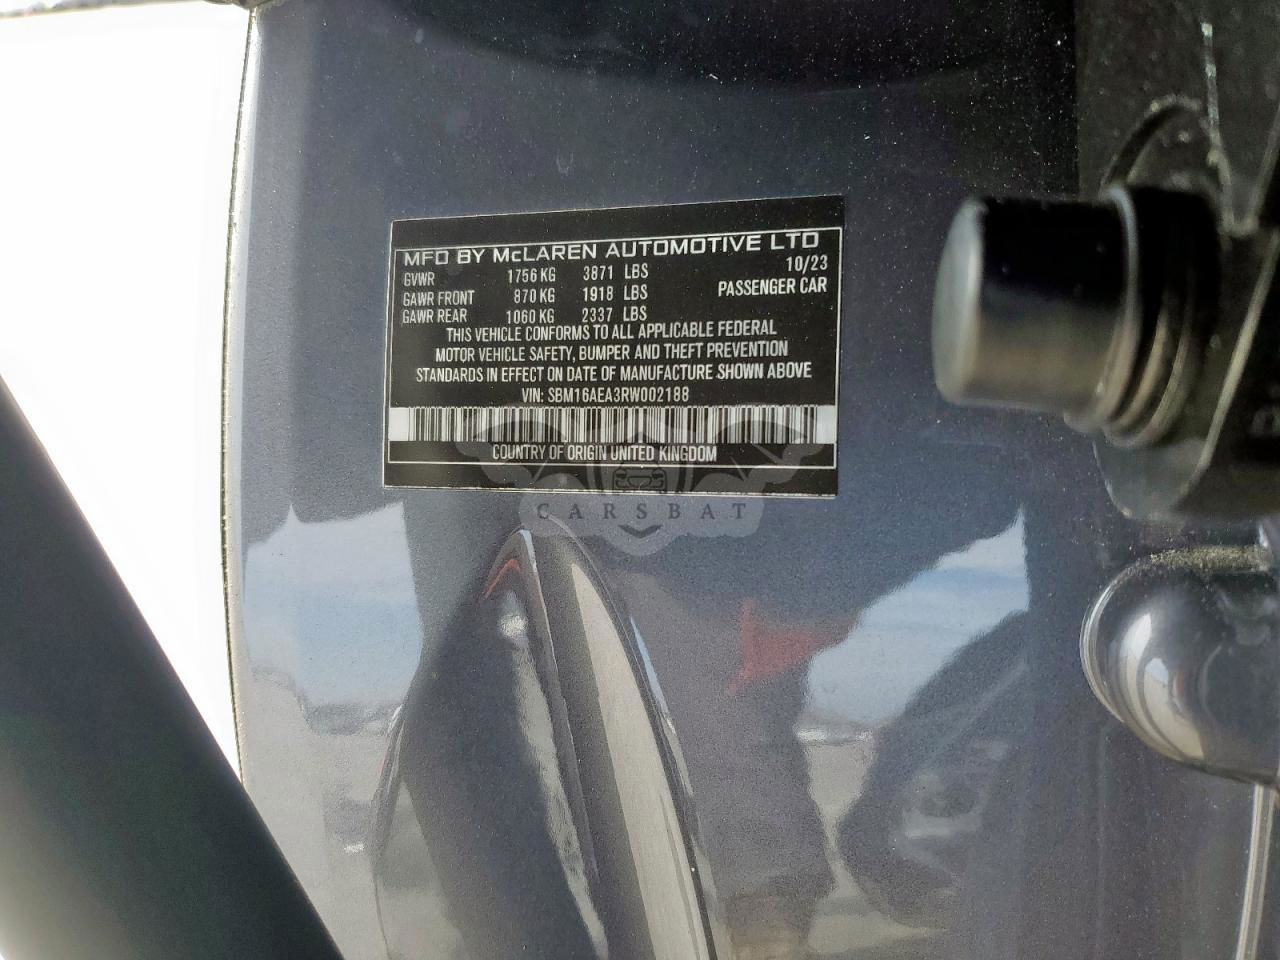 MFD BY McLAREN AUTOMOTIVE LTD
GVWR 1756 KG 3871 LBS 10/23
GAWR FRONT 870 KG 1918 LBS PASSENGER CAR
GAWR REAR 1060 KG 2337 LBS
THIS VEHICLE CONFORMS TO ALL APPLICABLE FEDERAL
MOTOR VEHICLE SAFETY, BUMPER AND THEFT PREVENTION
STANDARDS IN EFFECT ON DATE OF MANUFACTURE SHOWN ABOVE
VIN: SBM16AEA3RW002188
COUNTRY OF ORIGIN UNITED KINGDOM
CARSBAT